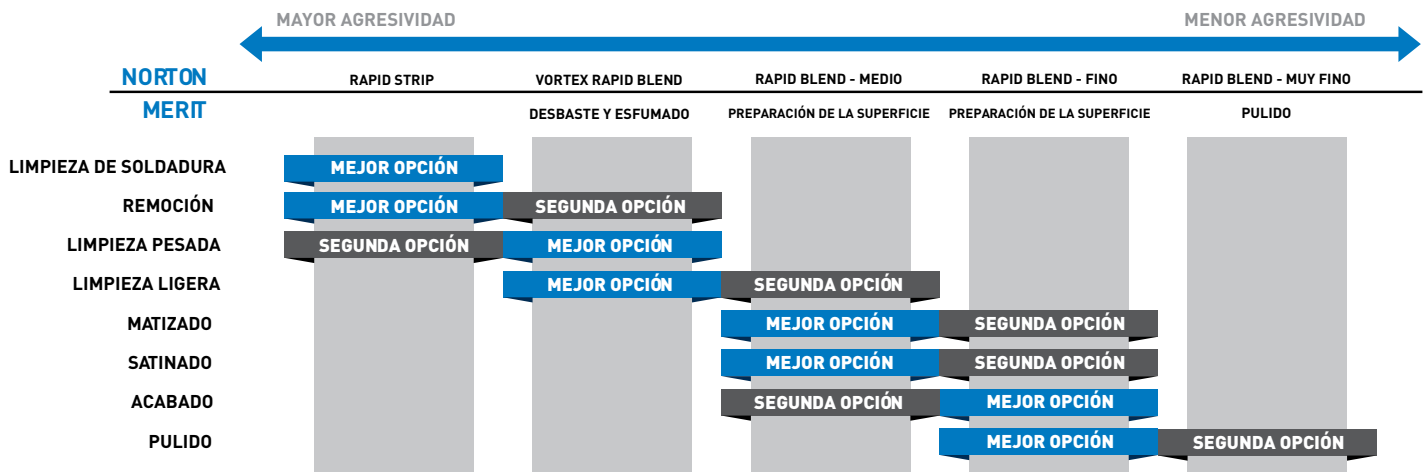 MAYOR AGRESIVIDAD MENOR AGRESIVIDAD
NORTON RAPID STRIP VORTEX RAPID BLEND RAPID BLEND - MEDIO RAPID BLEND - FINO RAPID BLEND - MUY FINO
MERIT DESBASTE Y ESFUMADO PREPARACIÓN DE LA SUPERFICIE PREPARACIÓN DE LA SUPERFICIE PULIDO
LIMPIEZA DE SOLDADURA MEJOR OPCIÓN
REMOCIÓN MEJOR OPCIÓN SEGUNDA OPCIÓN
LIMPIEZA PESADA SEGUNDA OPCIÓN MEJOR OPCIÓN
LIMPIEZA LIGERA MEJOR OPCIÓN SEGUNDA OPCIÓN
MATIZADO MEJOR OPCIÓN SEGUNDA OPCIÓN
SATINADO MEJOR OPCIÓN SEGUNDA OPCIÓN
ACABADO SEGUNDA OPCIÓN MEJOR OPCIÓN
PULIDO MEJOR OPCIÓN SEGUNDA OPCIÓN